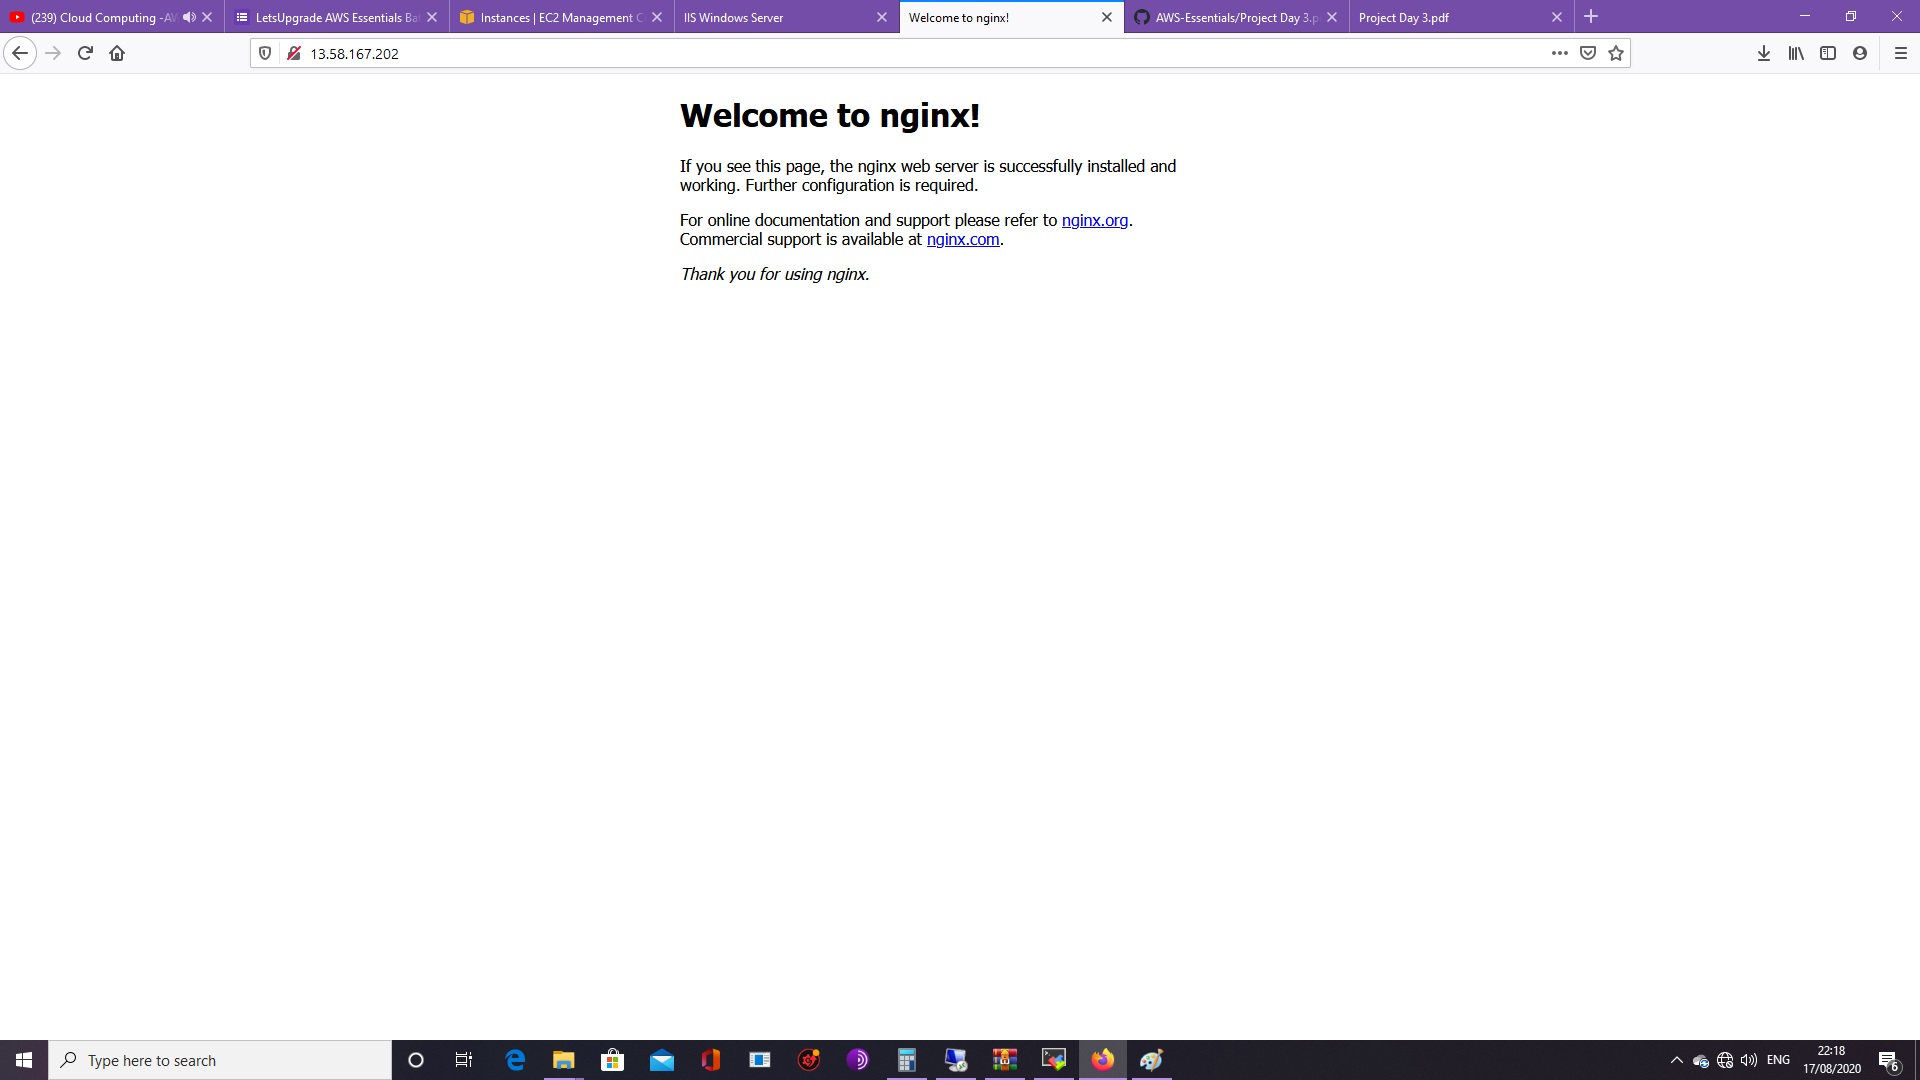 (239) Cloud Computing -AW
LetsUpgrade AWS Essentials Ba
Instances | EC2 Management C
IIS Windows Server
Welcome to nginx!
AWS-Essentials/Project Day 3.p
Project Day 3.pdf
13.58.167.202
Welcome to nginx!
If you see this page, the nginx web server is successfully installed and
working. Further configuration is required.
For online documentation and support please refer to nginx.org.
Commercial support is available at nginx.com.
Thank you for using nginx.
Type here to search
ENG
22:18
17/08/2020
6